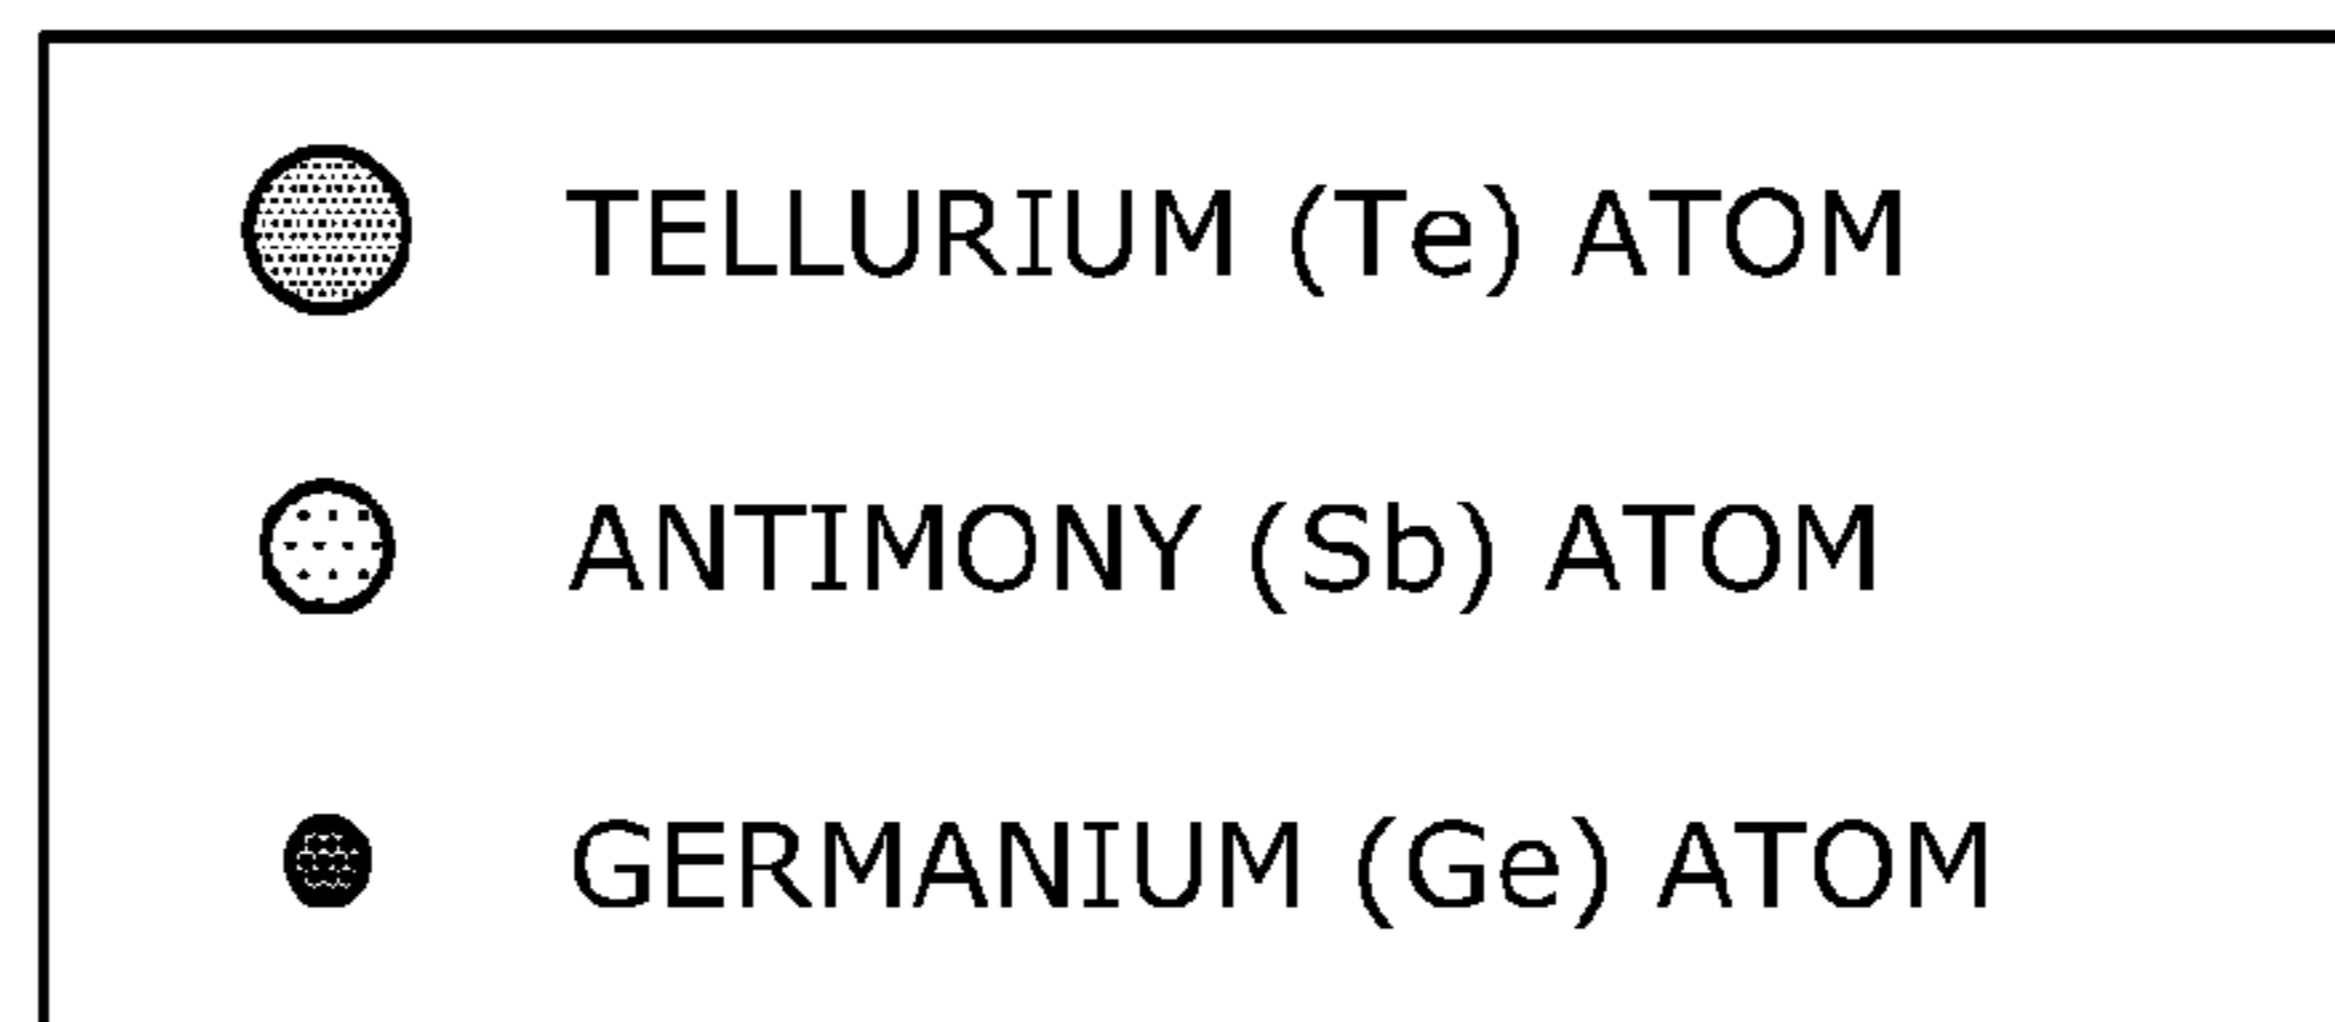 TELLURIUM (Te) ATOM
ANTIMONY (Sb) ATOM
GERMANIUM (Ge) ATOM